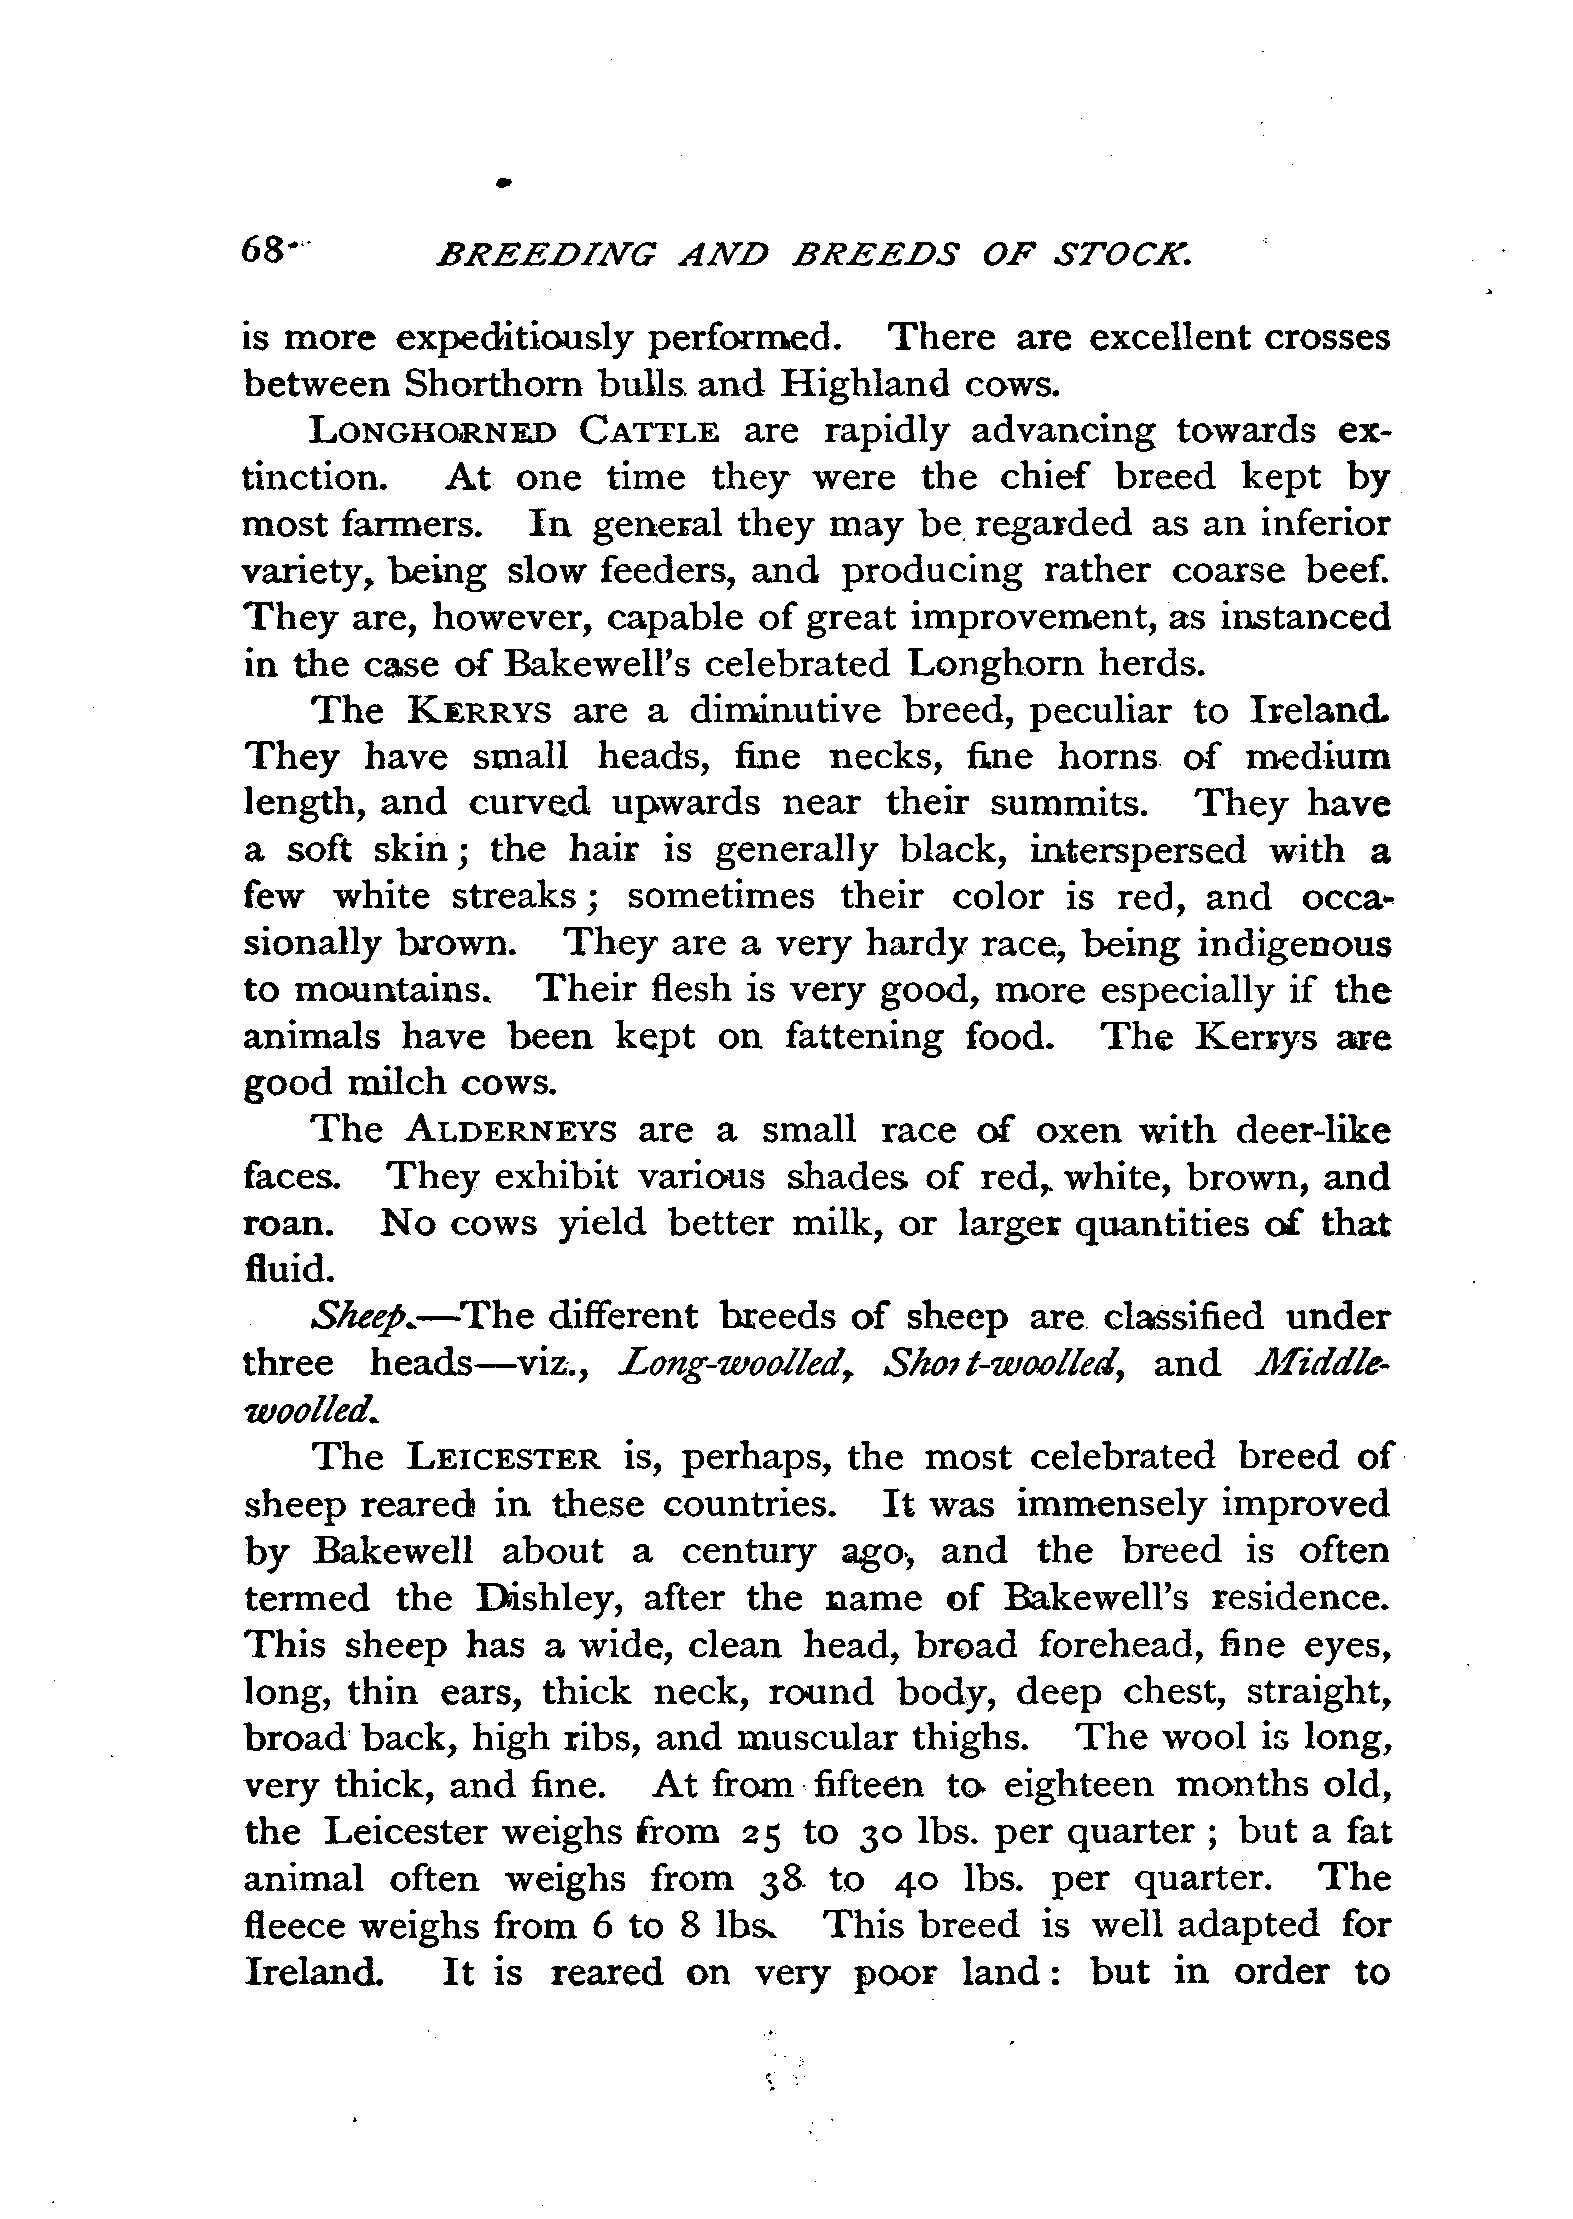 68 BREEDING AND BREEDS OF STOCK.
is more expeditiously performed. There are excellent crosses
between Shorthorn bulls and Highland cows.
LONGHORNED CATTLE are rapidly advancing towards ex-
tinction. At one time they were the chief breed kept by
most farmers. In general they may be regarded as an inferior
variety, being slow feeders, and producing rather coarse beef.
They are, however, capable of great improvement, as instanced
in the case of Bakewell's celebrated Longhorn herds.
The KERRYS are a diminutive breed, peculiar to Ireland.
They have small heads, fine necks, fine horns of medium
length, and curved upwards near their summits. They have
a soft skin; the hair is generally black, interspersed with a
few white streaks; sometimes their color is red, and occa-
sionally brown. They are a very hardy race, being indigenous
to mountains. Their flesh is very good, more especially if the
animals have been kept on fattening food. The Kerrys are
good milch cows.
The ALDERNEYS are a small race of oxen with deer-like
faces. They exhibit various shades of red, white, brown, and
roan. No cows yield better milk, or larger quantities of that
fluid.
Sheep.—The different breeds of sheep are classified under
three heads—viz., Long-woolled, Short-woolled, and Middle-
woolled.
The LEICESTER is, perhaps, the most celebrated breed of
sheep reared in these countries. It was immensely improved
by Bakewell about a century ago, and the breed is often
termed the Dishley, after the name of Bakewell's residence.
This sheep has a wide, clean head, broad forehead, fine eyes,
long, thin ears, thick neck, round body, deep chest, straight,
broad back, high ribs, and muscular thighs. The wool is long,
very thick, and fine. At from fifteen to eighteen months old,
the Leicester weighs from 25 to 30 lbs. per quarter; but a fat
animal often weighs from 38 to 40 lbs. per quarter. The
fleece weighs from 6 to 8 lbs. This breed is well adapted for
Ireland. It is reared on very poor land: but in order to